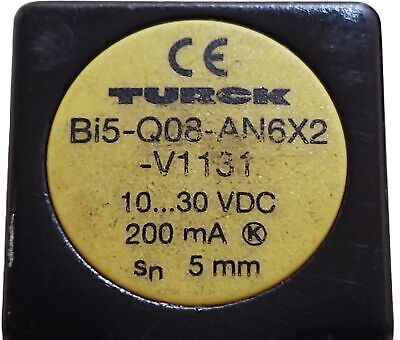 CE
TURCK
Bi5-Q08-AN6X2
-V1131
10...30 VDC
200 mA K
sn 5 mm